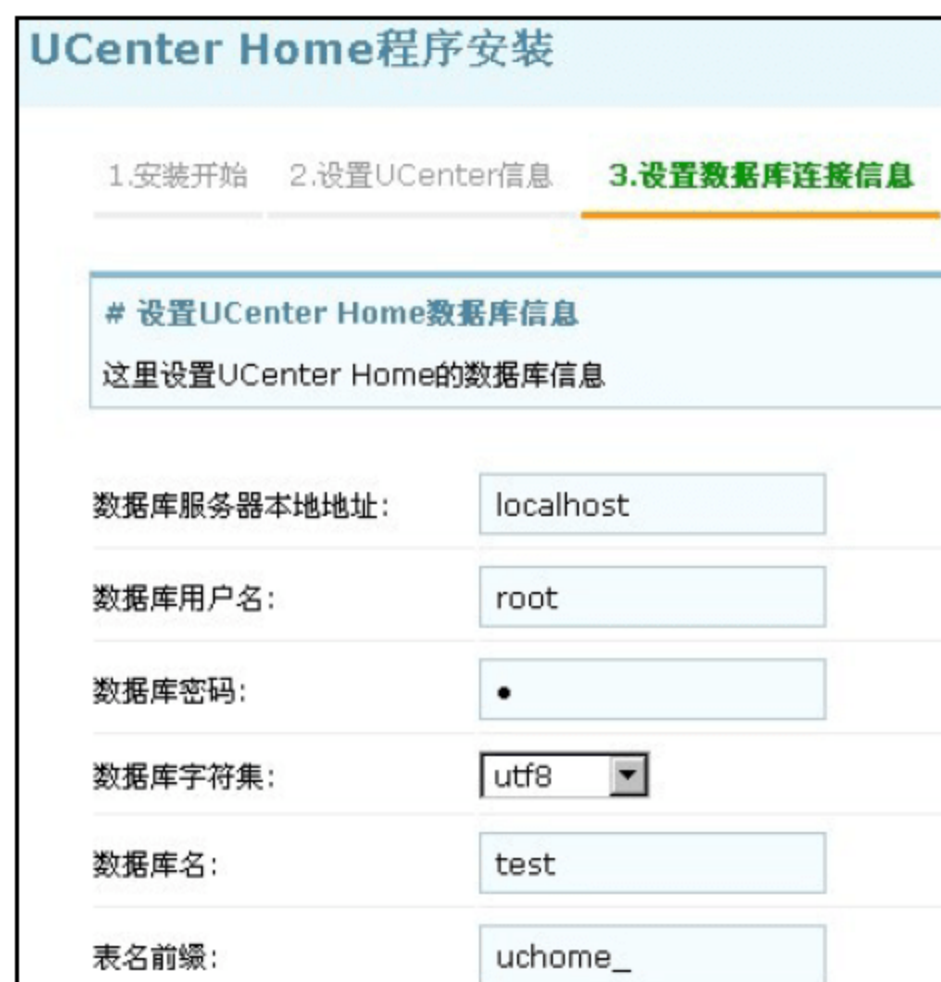 UCenter Home程序安装
1.安装开始 2.设置UCenter信息 3.设置数据库连接信息
# 设置UCenter Home数据库信息
这里设置UCenter Home的数据库信息
数据库服务器本地地址: localhost
数据库用户名: root
数据库密码: •
数据库字符集: utf8
数据库名: test
表名前缀: uchome_